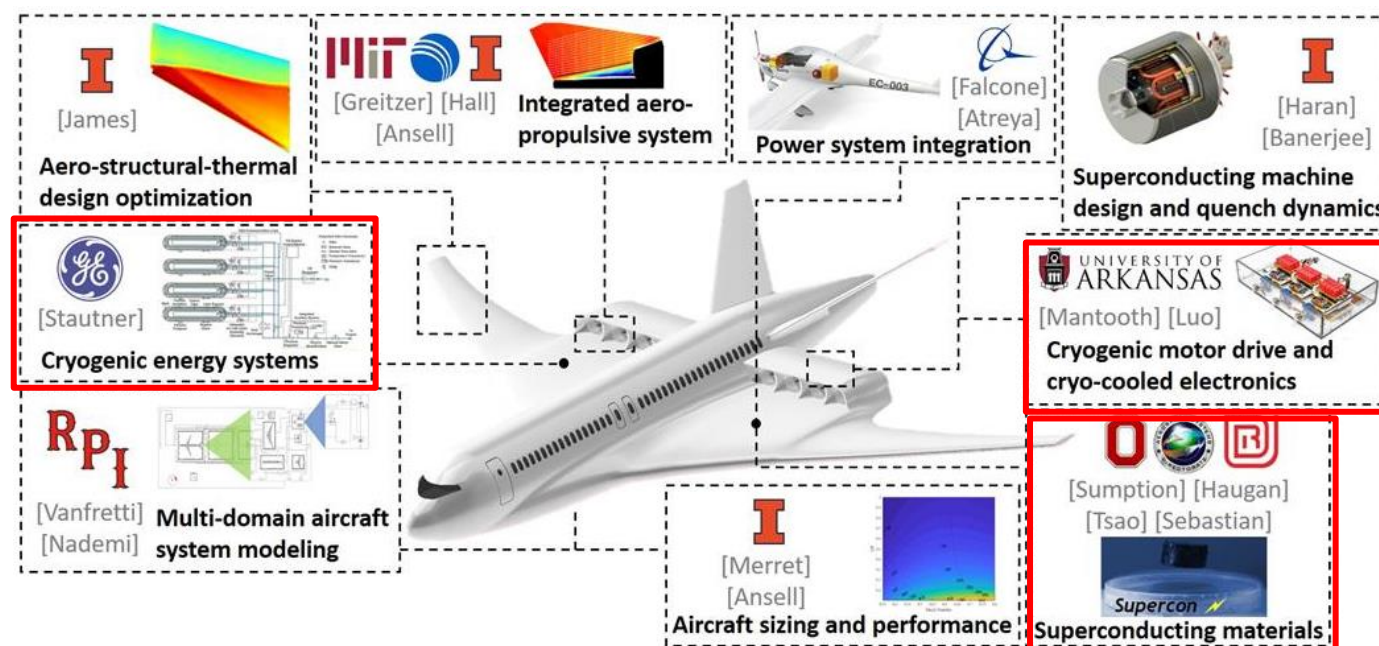 [James]
Aero-structural-thermal
design optimization
MIT
[Greitzer] [Hall]
[Ansell]
Integrated aero-
propulsive system
EC-003
[Falcone]
[Atreya]
Power system integration
[Haran]
[Banerjee]
Superconducting machine
design and quench dynamics
GE
[Stautner]
Cryogenic energy systems
UNIVERSITY OF
ARKANSAS
[Mantooth] [Luo]
Cryogenic motor drive and
cryo-cooled electronics
RPI
[Vanfretti]
[Nademi]
Multi-domain aircraft
system modeling
I
[Merret]
[Ansell]
Aircraft sizing and performance
[Sumption] [Haugan]
[Tsao] [Sebastian]
Supercon
Superconducting materials